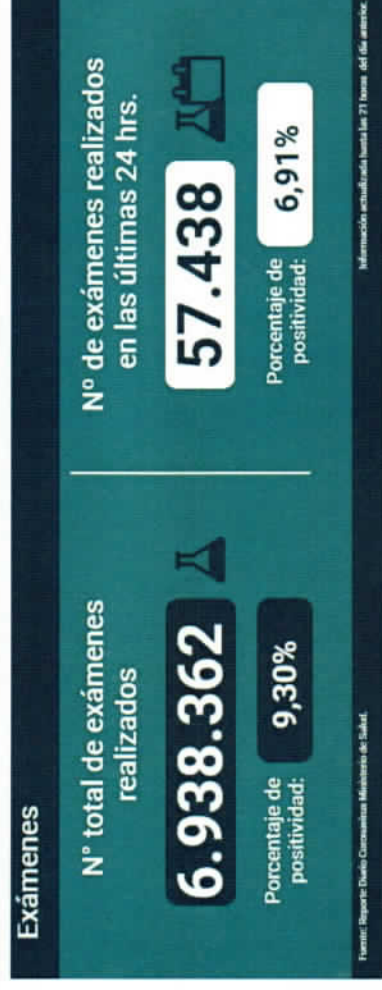 Exámenes
N° total de exámenes
realizados
6.938.362
Porcentaje de
positividad:
9,30%
Nº de exámenes realizados
en las últimas 24 hrs.
57.438
Porcentaje de
positividad:
6,91%
Fuente: Reporte Diario Coronavirus Ministerio de Salud.
Información actualizada hasta las 21 horas del día anterior.